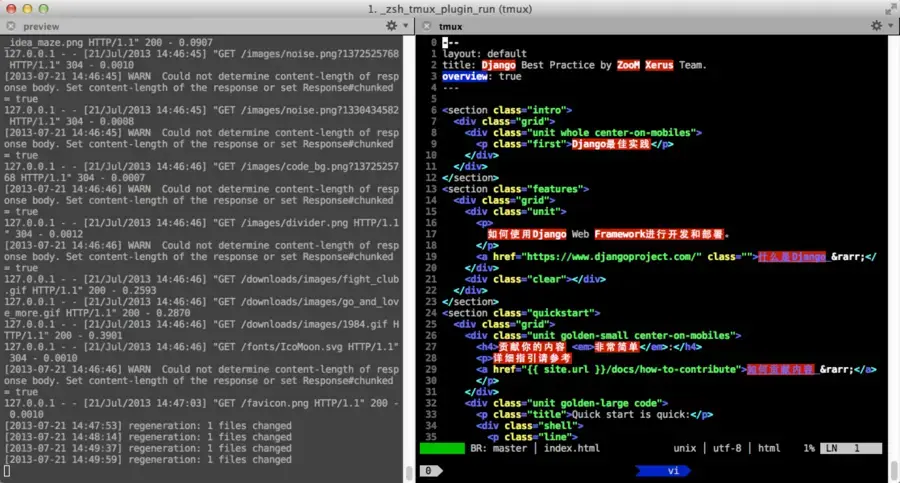 1. _zsh_tmux_plugin_run (tmux)
preview
_idea_maze.png HTTP/1.1" 200 - 0.0907
127.0.0.1 - - [21/Jul/2013 14:46:45] "GET /images/noise.png?1372525768
HTTP/1.1" 304 - 0.0010
[2013-07-21 14:46:45] WARN  Could not determine content-length of resp
onse body. Set content-length of the response or set Response#chunked
= true
127.0.0.1 - - [21/Jul/2013 14:46:45] "GET /images/noise.png?1330434582
HTTP/1.1" 304 - 0.0008
[2013-07-21 14:46:45] WARN  Could not determine content-length of resp
onse body. Set content-length of the response or set Response#chunked
= true
127.0.0.1 - - [21/Jul/2013 14:46:46] "GET /images/code_bg.png?13725257
68 HTTP/1.1" 304 - 0.0007
[2013-07-21 14:46:46] WARN  Could not determine content-length of resp
onse body. Set content-length of the response or set Response#chunked
= true
127.0.0.1 - - [21/Jul/2013 14:46:46] "GET /images/divider.png HTTP/1.1
" 304 - 0.0012
[2013-07-21 14:46:46] WARN  Could not determine content-length of resp
onse body. Set content-length of the response or set Response#chunked
= true
127.0.0.1 - - [21/Jul/2013 14:46:46] "GET /downloads/images/fight_club
.gif HTTP/1.1" 200 - 0.2593
127.0.0.1 - - [21/Jul/2013 14:46:46] "GET /downloads/images/go_and_lov
e_more.gif HTTP/1.1" 200 - 0.2870
127.0.0.1 - - [21/Jul/2013 14:46:46] "GET /downloads/images/1984.gif H
TTP/1.1" 200 - 0.3901
127.0.0.1 - - [21/Jul/2013 14:46:46] "GET /fonts/IcoMoon.svg HTTP/1.1"
304 - 0.0010
[2013-07-21 14:46:46] WARN  Could not determine content-length of resp
onse body. Set content-length of the response or set Response#chunked
= true
127.0.0.1 - - [21/Jul/2013 14:47:03] "GET /favicon.png HTTP/1.1" 200 -
0.0010
[2013-07-21 14:47:53] regeneration: 1 files changed
[2013-07-21 14:48:14] regeneration: 1 files changed
[2013-07-21 14:49:37] regeneration: 1 files changed
[2013-07-21 14:49:59] regeneration: 1 files changed
tmux
0 ---
1 layout: default
2 title: Django Best Practice by ZooM Xerus Team.
3 overview: true
4 ---
5
6 <section class="intro">
7 <div class="grid">
8 <div class="unit whole center-on-mobiles">
9 <p class="first">Django最佳实践</p>
10 </div>
11 </div>
12 </section>
13 <section class="features">
14 <div class="grid">
15 <div class="unit">
16 <p>
17 如何使用Django Web Framework进行开发和部署。
18 </p>
19 <a href="https://www.djangoproject.com/" class="">什么是Django &rarr;</
20 </div>
21 <div class="clear"></div>
22 </div>
23 </section>
24 <section class="quickstart">
25 <div class="grid">
26 <div class="unit golden-small center-on-mobiles">
27 <h4>贡献你的内容 <em>非常简单</em>:</h4>
28 <p>详细指引请参考
29 <a href="{{ site.url }}/docs/how-to-contribute">如何贡献内容 &rarr;</a>
30 </p>
31 </div>
32 <div class="unit golden-large code">
33 <p class="title">Quick start is quick:</p>
34 <div class="shell">
35 <p class="line">
BR: master | index.html unix | utf-8 | html 1% LN 1
0 vi